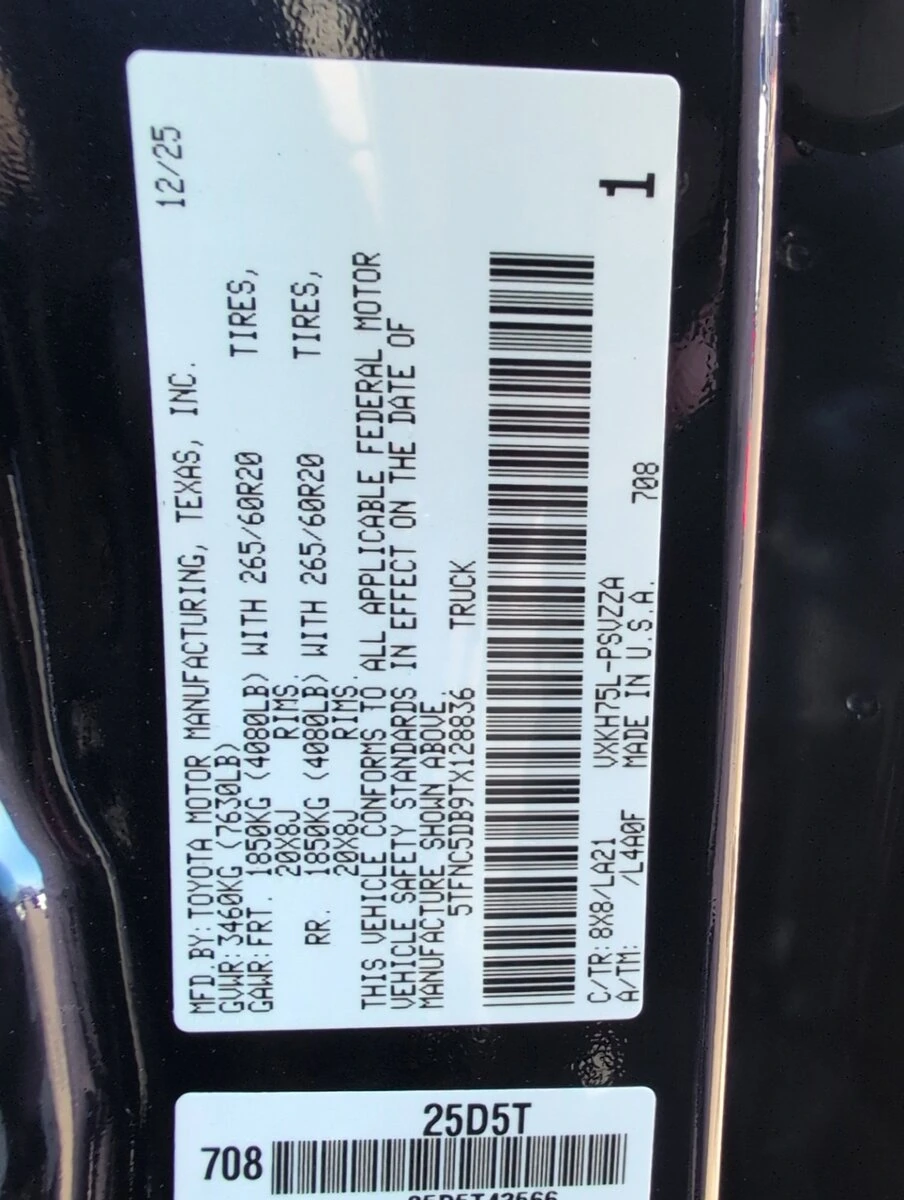 MFD.BY: TOYOTA MOTOR MANUFACTURING, TEXAS, INC. 12/25
GVWR: 3460KG (7630LB)
GAWR: FRT. 1850KG (4080LB) WITH 265/60R20 TIRES,
20X8J RIMS.
RR. 1850KG (4080LB) WITH 265/60R20 TIRES,
20X8J RIMS.
THIS VEHICLE CONFORMS TO ALL APPLICABLE FEDERAL MOTOR
VEHICLE SAFETY STANDARDS IN EFFECT ON THE DATE OF
MANUFACTURE SHOWN ABOVE.
5TFNC5DB9TX128836 TRUCK
C/TR: 8X8/LA21 VXKH75L-PSVZZA
A/TM: /L4A0F MADE IN U.S.A. 708
1
25D5T
708